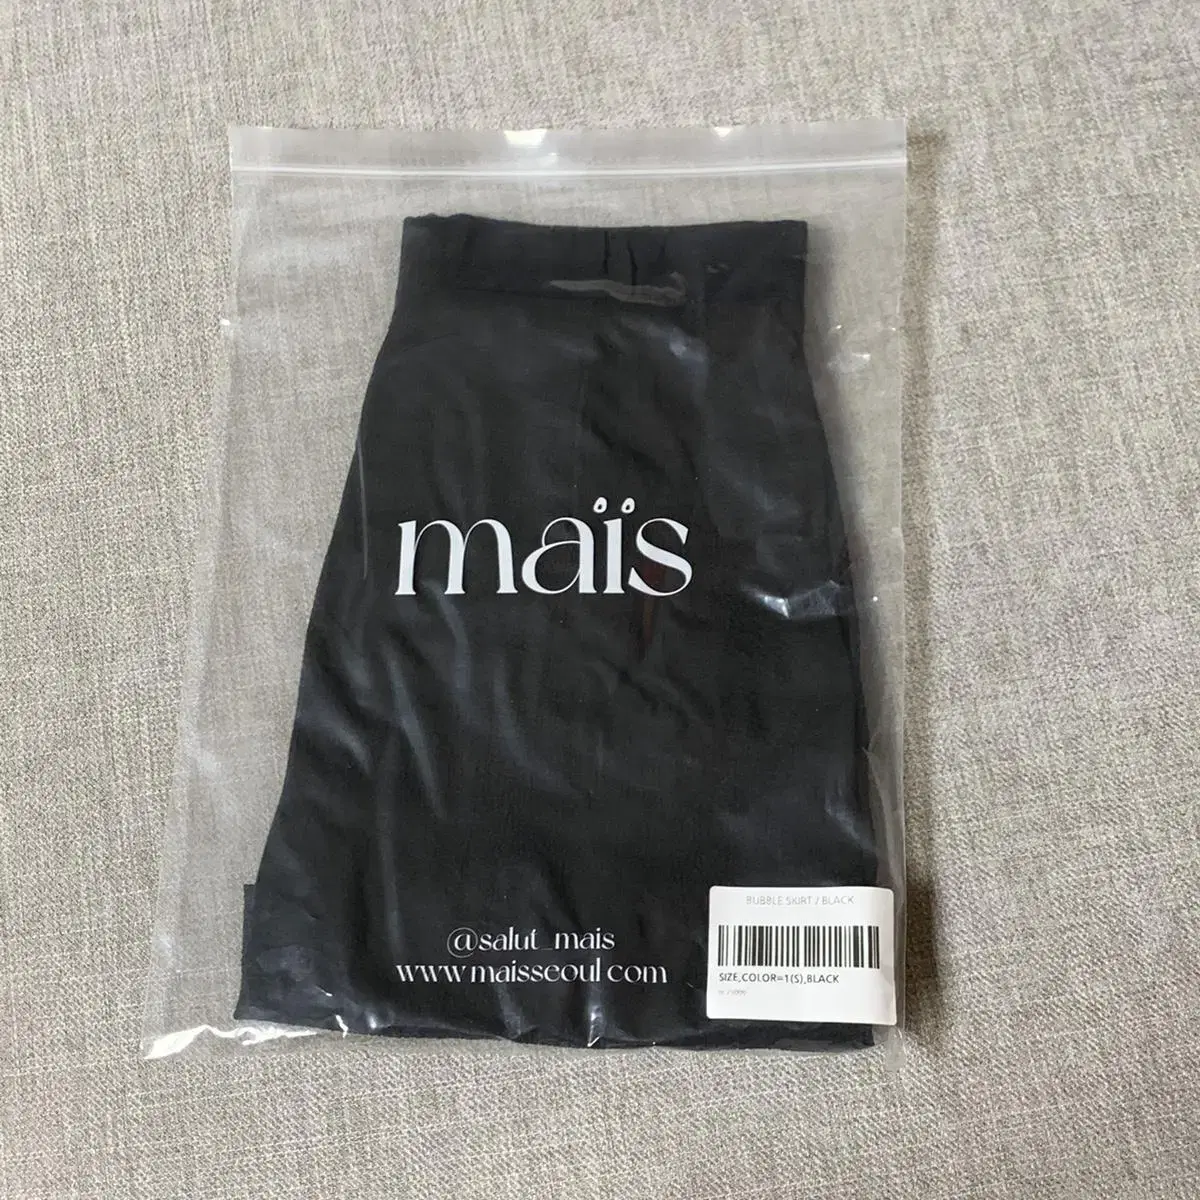 maïs
@salut_mais
www.maisseoul.com
BUBBLE SKIRT / BLACK
SIZE,COLOR=1(S),BLACK